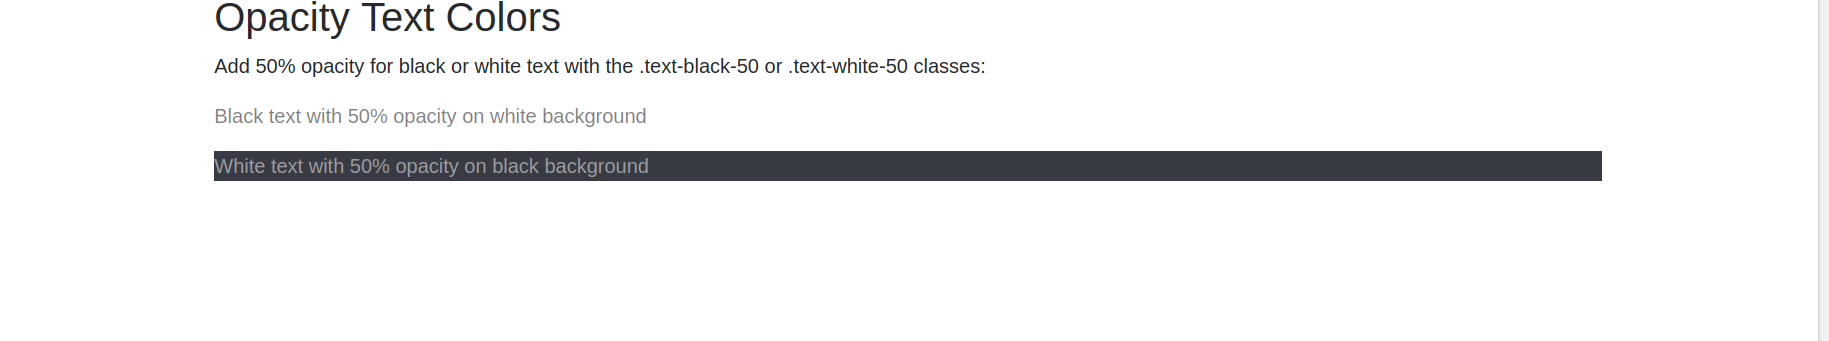 Opacity Text Colors
Add 50% opacity for black or white text with the .text-black-50 or .text-white-50 classes:
Black text with 50% opacity on white background
White text with 50% opacity on black background